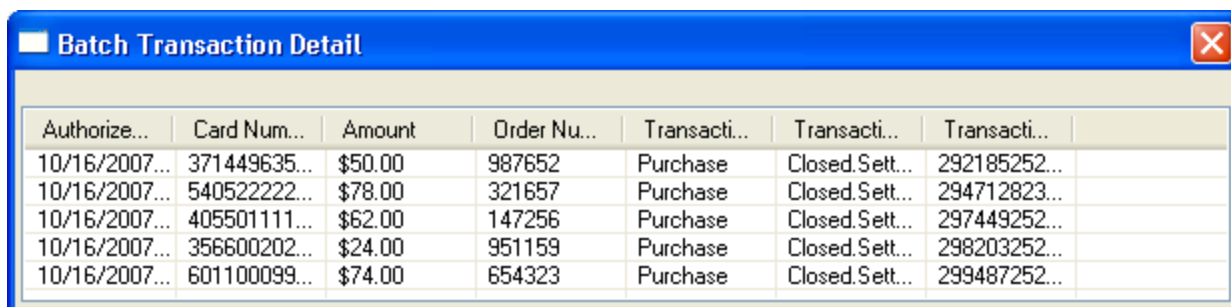 Batch Transaction Detail
Authorize... Card Num... Amount Order Nu... Transacti... Transacti... Transacti...
10/16/2007... 371449635... $50.00 987652 Purchase Closed.Sett... 292185252...
10/16/2007... 540522222... $78.00 321657 Purchase Closed.Sett... 294712823...
10/16/2007... 405501111... $62.00 147256 Purchase Closed.Sett... 297449252...
10/16/2007... 356600202... $24.00 951159 Purchase Closed.Sett... 298203252...
10/16/2007... 601100099... $74.00 654323 Purchase Closed.Sett... 299487252...